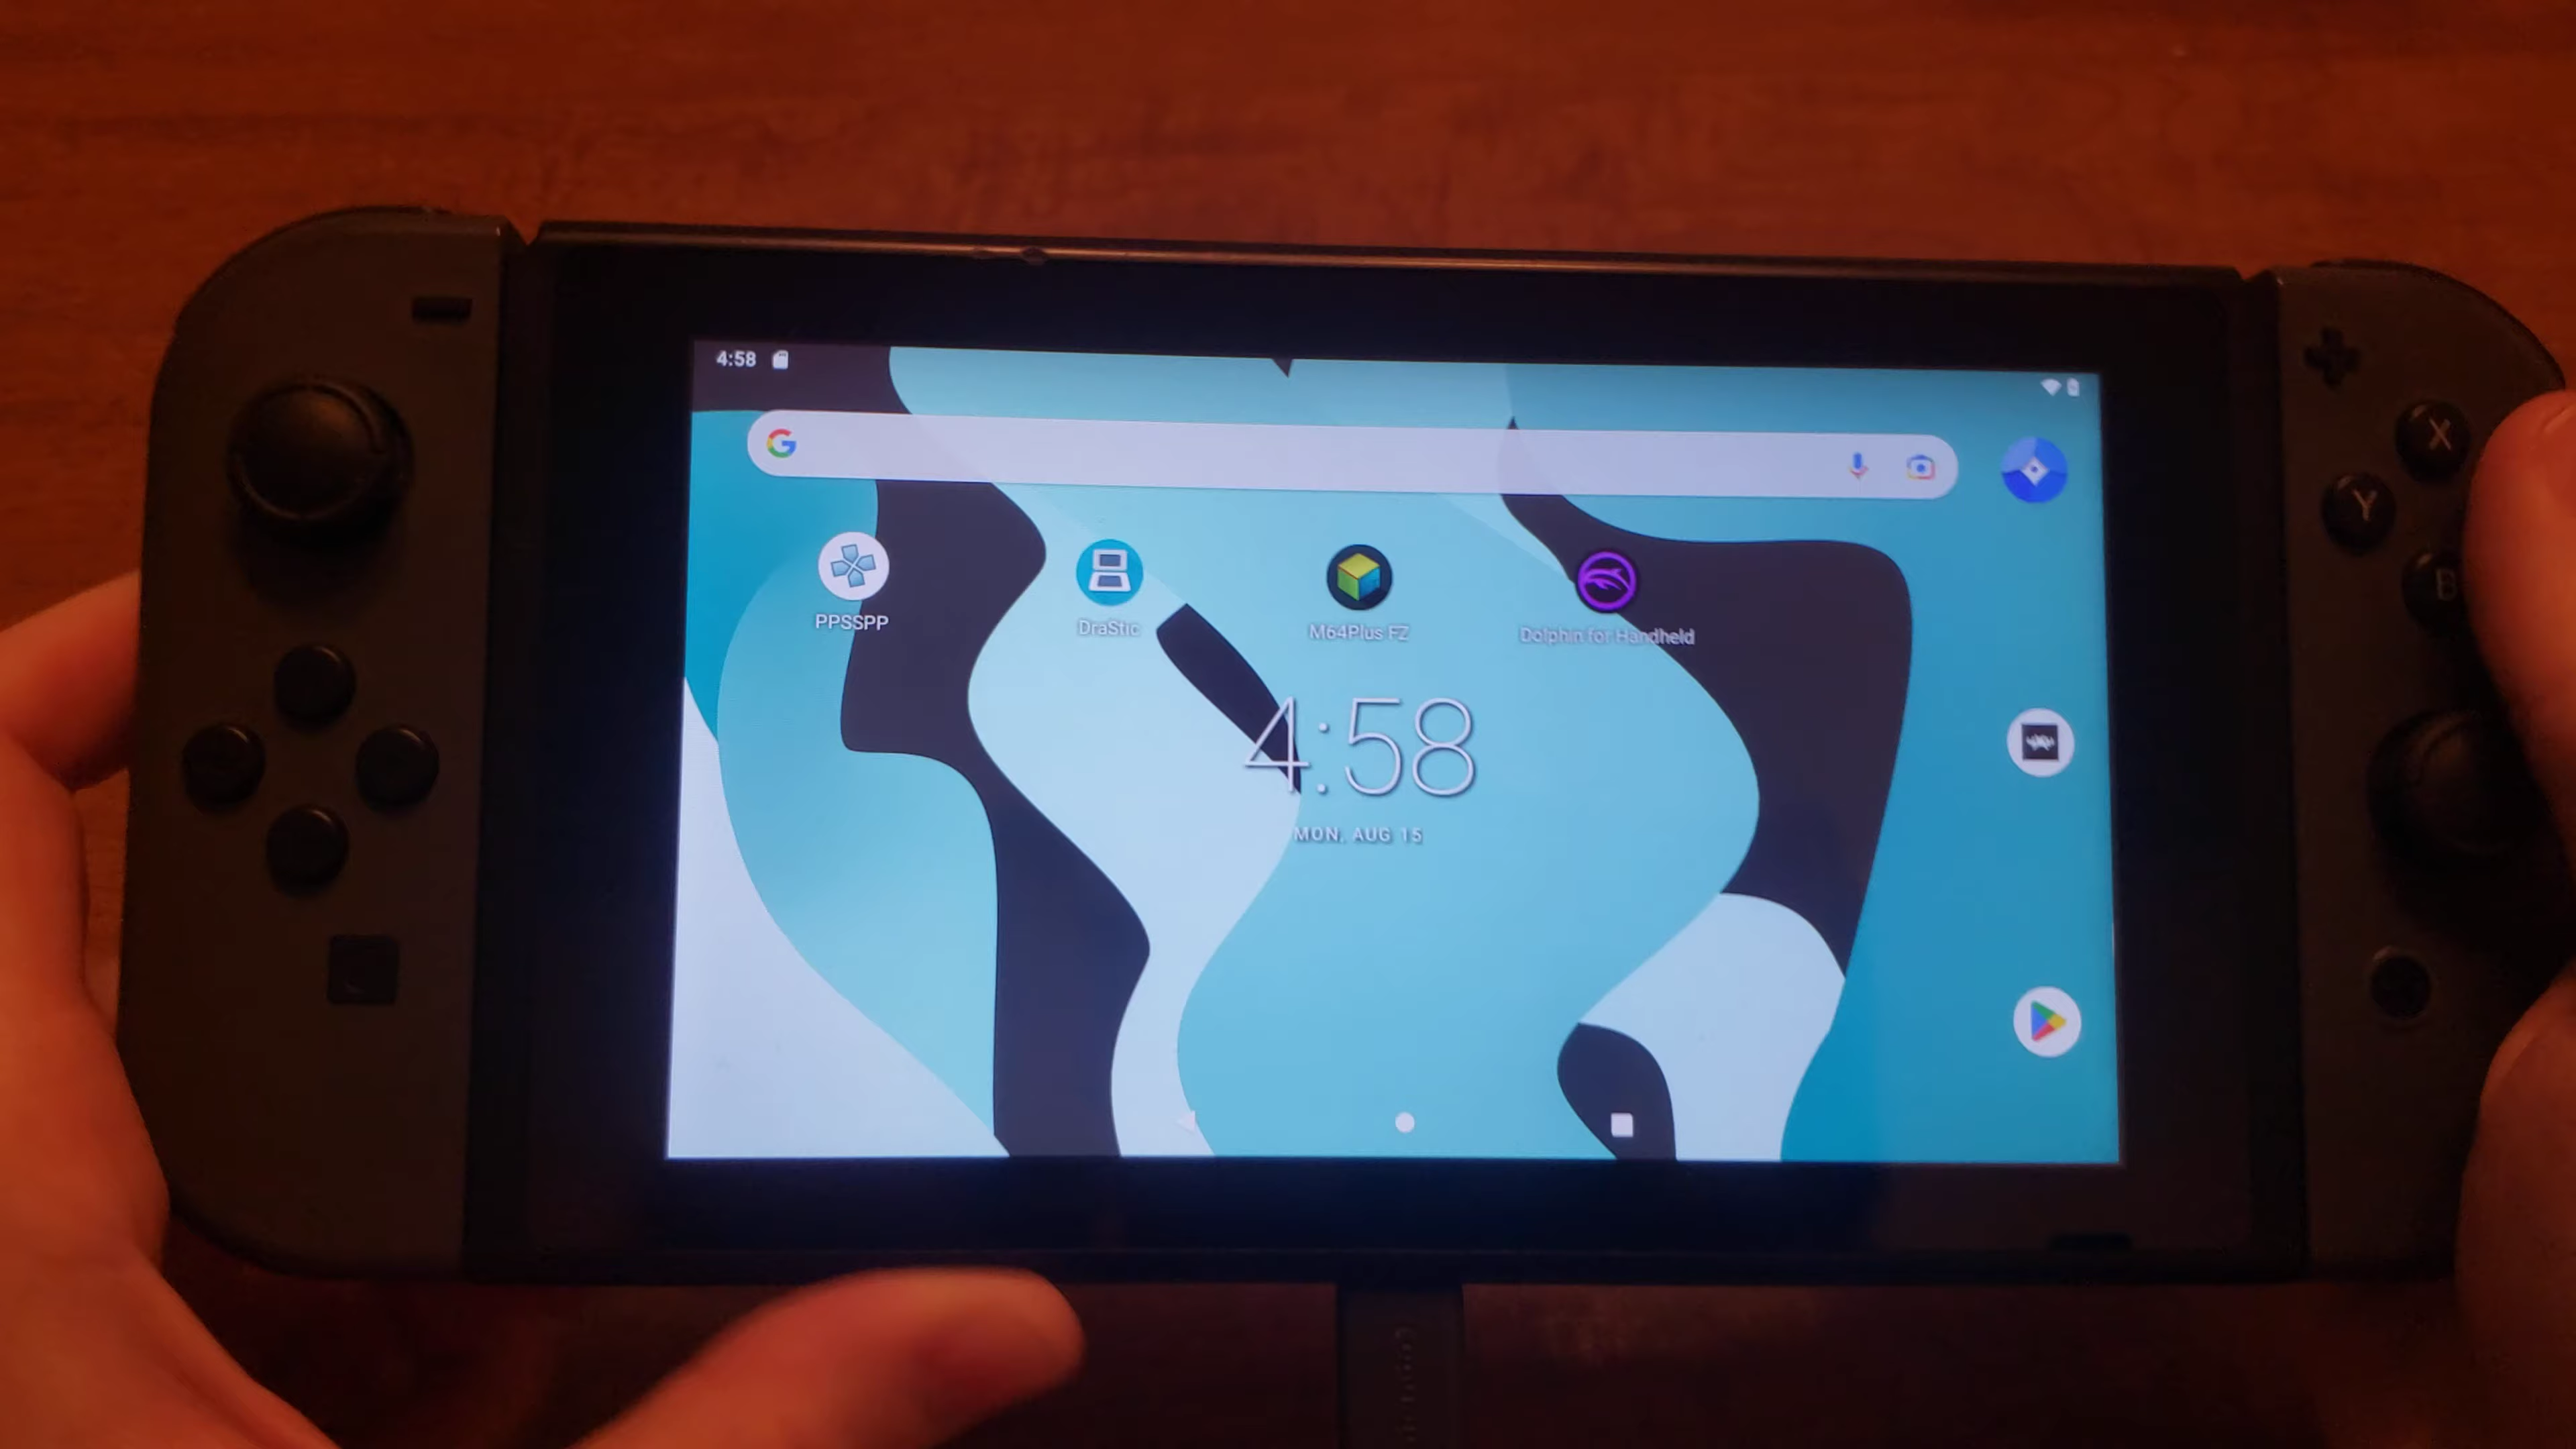 4:58
G
PPSSPP
DraStic
M64Plus FZ
Dolphin for Handheld
4:58
MON, AUG 15
X
Y
B